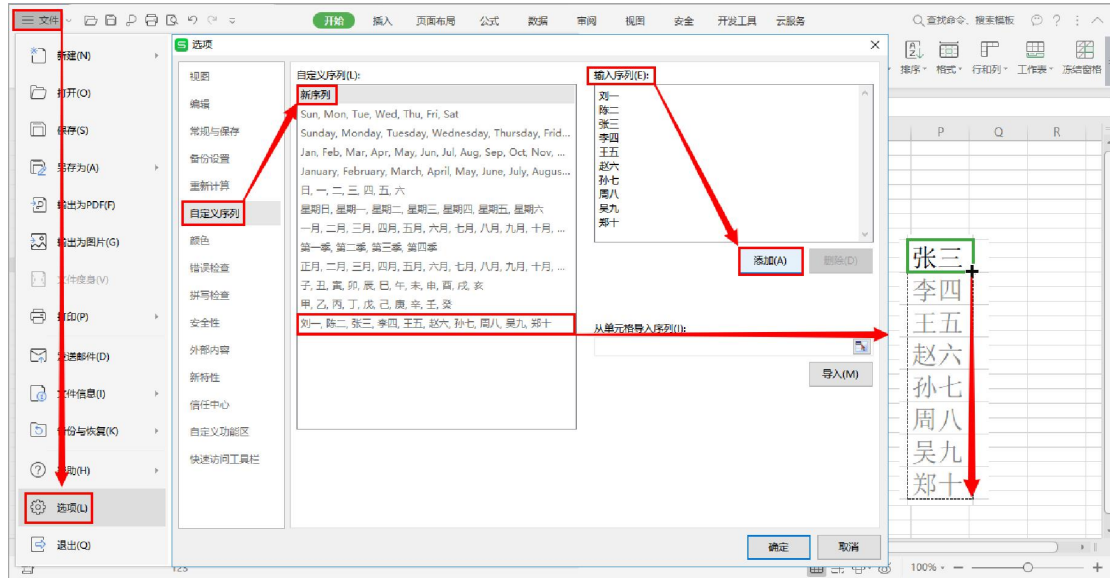 三 文件
开始 插入 页面布局 公式 数据 审阅 视图 安全 开发工具 云服务
查找命令、搜索模板
排序 格式 行和列 工作表 冻结窗格
新建(N)
打开(O)
保存(S)
另存为(A)
输出为PDF(F)
输出为图片(G)
文件瘦身(V)
打印(P)
发送邮件(D)
文件信息(I)
备份与恢复(K)
帮助(H)
选项(L)
退出(Q)
选项
视图
编辑
常规与保存
备份设置
重新计算
自定义序列
颜色
错误检查
拼写检查
安全性
外部内容
新特性
信任中心
自定义功能区
快速访问工具栏
自定义序列(L):
新序列
Sun, Mon, Tue, Wed, Thu, Fri, Sat
Sunday, Monday, Tuesday, Wednesday, Thursday, Frid...
Jan, Feb, Mar, Apr, May, Jun, Jul, Aug, Sep, Oct, Nov, ...
January, February, March, April, May, June, July, Augus...
日, 一, 二, 三, 四, 五, 六
星期日, 星期一, 星期二, 星期三, 星期四, 星期五, 星期六
一月, 二月, 三月, 四月, 五月, 六月, 七月, 八月, 九月, 十月, ...
第一季, 第二季, 第三季, 第四季
正月, 二月, 三月, 四月, 五月, 六月, 七月, 八月, 九月, 十月, ...
子, 丑, 寅, 卯, 辰, 巳, 午, 未, 申, 酉, 戌, 亥
甲, 乙, 丙, 丁, 戊, 己, 庚, 辛, 壬, 癸
刘一, 陈二, 张三, 李四, 王五, 赵六, 孙七, 周八, 吴九, 郑十
输入序列(E):
刘一
陈二
张三
李四
王五
赵六
孙七
周八
吴九
郑十
添加(A) 删除(D)
从单元格导入序列(I):
导入(M)
确定 取消
P Q R
张三
李四
王五
赵六
孙七
周八
吴九
郑十
123
100%